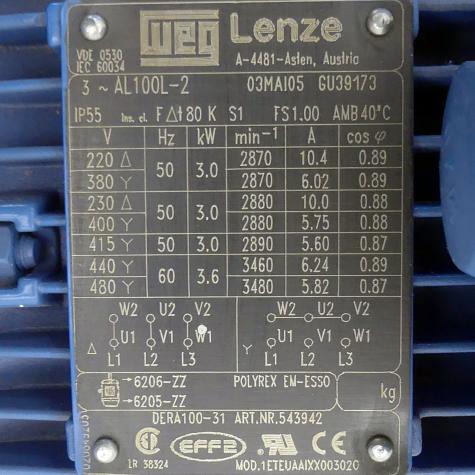 WEG Lenze
VDE 0530
IEC 60034
A-4481-Asten, Austria
3 ~ AL100L-2 03MAI05 GU39173
IP55 Ins. cl. F Δt 80 K S1 FS1.00 AMB 40°C
V Hz kW min⁻¹ A cos φ
220 Δ 50 3.0 2870 10.4 0.89
380 Y 2870 6.02 0.89
230 Δ 50 3.0 2880 10.0 0.88
400 Y 2880 5.75 0.88
415 Y 50 3.0 2890 5.60 0.87
440 Y 60 3.6 3460 6.24 0.89
480 Y 3480 5.82 0.87
W2 U2 V2 W2 U2 V2
U1 V1 W1 U1 V1 W1
Δ L1 L2 L3 Y L1 L2 L3
→6206-ZZ POLYREX EM-ESSO
→6205-ZZ kg
DERA100-31 ART.NR.543942
EFF2 CE
LR 38324 MOD.1ETEUAAIXX003020